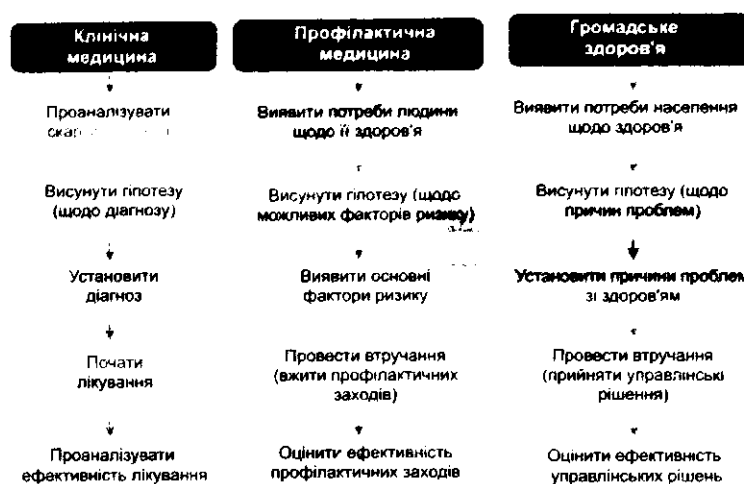 Клінічна
медицина
Проаналізувати
Висунути гіпотезу
(щодо діагнозу)
Установити
діагноз
Почати
лікування
Проаналізувати
ефективність лікування
Профілактична
медицина
Виявити потреби людини
щодо її здоров'я
Висунути гіпотезу (щодо
можливих факторів ризику)
Виявити основні
фактори ризику
Провести втручання
(вжити профілактичних
заходів)
Оцінити ефективність
профілактичних заходів
Громадське
здоров'я
Виявити потреби населення
щодо здоров'я
Висунути гіпотезу (щодо
причин проблем)
Установити причини проблем
зі здоров'ям
Провести втручання
(прийняти управлінські
рішення)
Оцінити ефективність
управлінських рішень